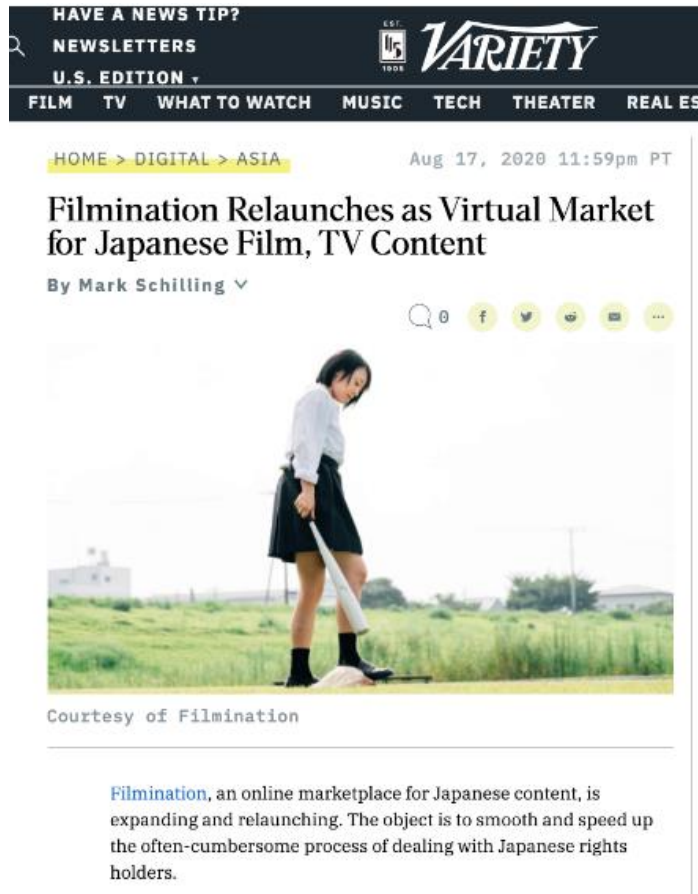 HAVE A NEWS TIP?
NEWSLETTERS
U.S. EDITION
EST.
1905
VARIETY
FILM TV WHAT TO WATCH MUSIC TECH THEATER REAL ES
HOME > DIGITAL > ASIA
Aug 17, 2020 11:59pm PT
Filmination Relaunches as Virtual Market
for Japanese Film, TV Content
By Mark Schilling
0
Courtesy of Filmination
Filmination, an online marketplace for Japanese content, is
expanding and relaunching. The object is to smooth and speed up
the often-cumbersome process of dealing with Japanese rights
holders.